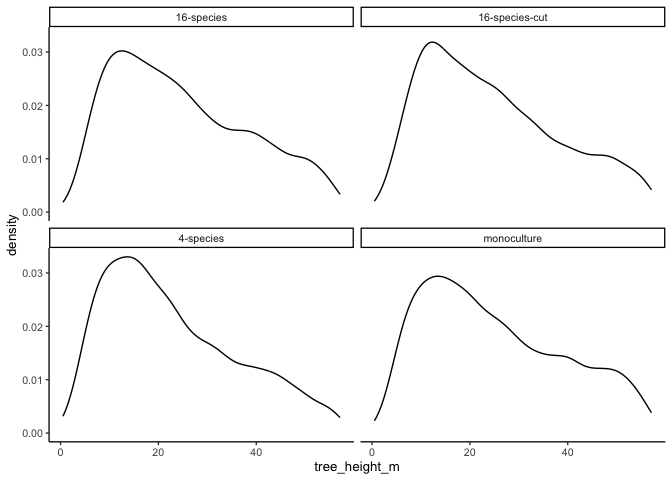 16-species
16-species-cut
0.03
0.02
0.01
0.00
4-species
monoculture
0.03
0.02
0.01
0.00
0
20
40
0
20
40
density
tree_height_m